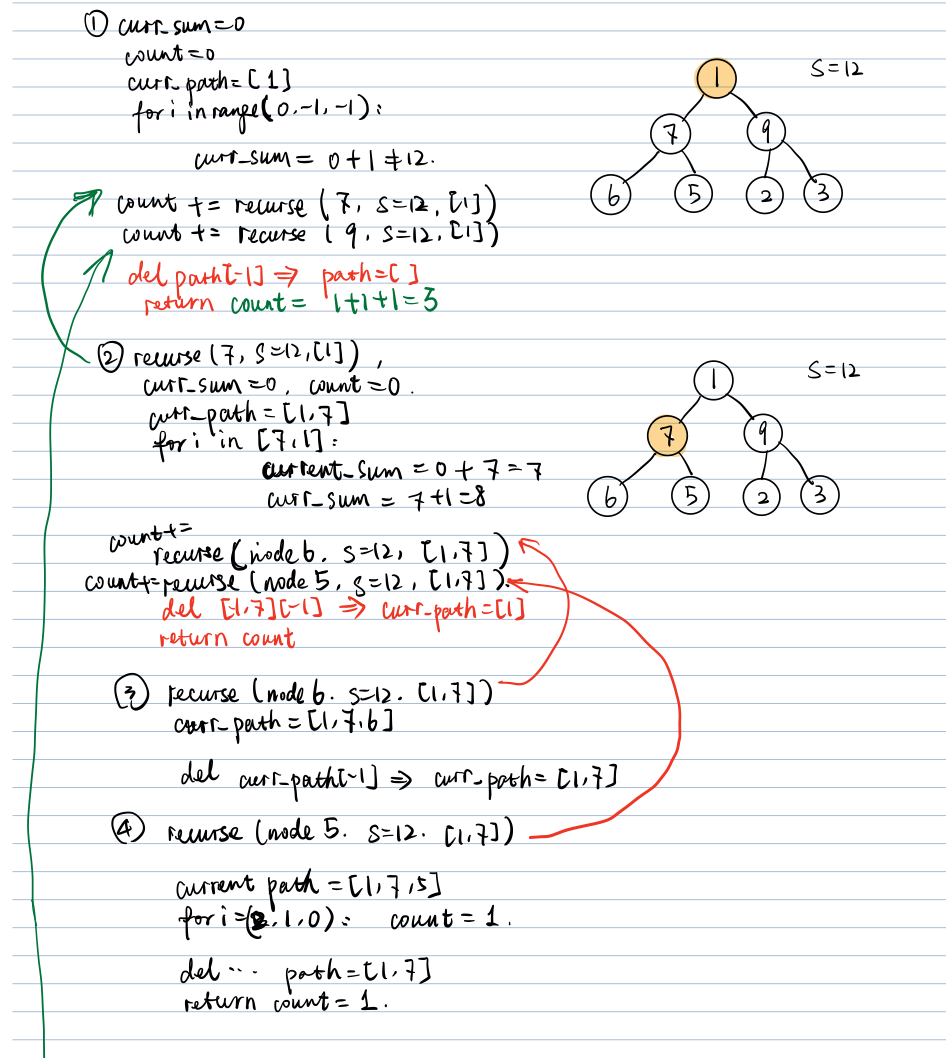 ① curr_sum=0
count=0
curr_path=[1]
for i in range(0,-1,-1):
curr_sum = 0+1≠12.
count += recurse (7, S=12, [1])
count += recurse (9, S=12, [1])
del path[-1] ⇒ path=[ ]
return count = 1+1+1=5
S=12
1
7
9
6
5
2
3
② recurse (7, S=12,[1]),
curr_sum=0, count=0.
curr_path=[1,7]
for i in [7,1]:
current_sum = 0+7=7
curr_sum = 7+1=8
count+=
recurse (node 6. S=12, [1,7])
count+=recurse (node 5, S=12, [1,7]).
del [1,7][-1] ⇒ curr_path=[1]
return count
S=12
1
7
9
6
5
2
3
③ recurse (node 6. S=12. [1,7])
curr_path=[1,7,6]
del curr_path[-1] ⇒ curr_path=[1,7]
④ recurse (node 5. S=12. [1,7])
current path =[1,7,5]
for i=(2,1,0): count = 1.
del ... path=[1,7]
return count = 1.